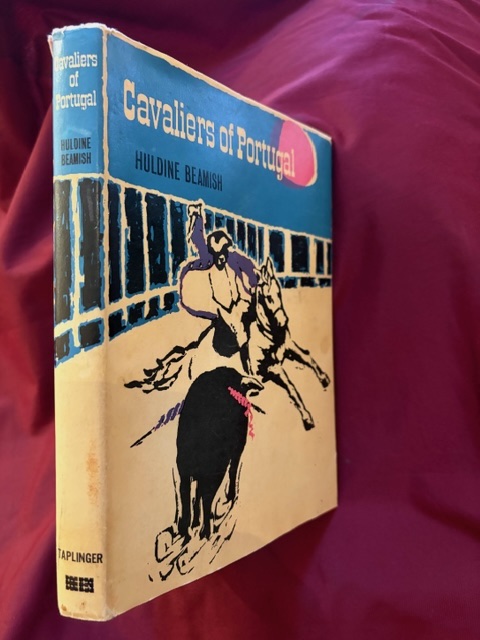 Cavaliers
of
Portugal
HULDINE
BEAMISH
TAPLINGER
Cavaliers of Portugal
HULDINE BEAMISH